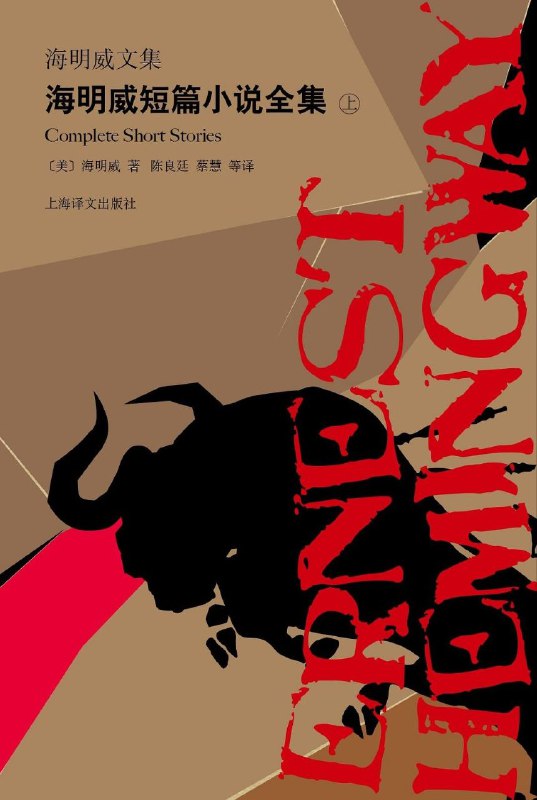 海明威文集
海明威短篇小说全集 上
Complete Short Stories
〔美〕海明威 著 陈良廷 蔡慧 等译
上海译文出版社
ERNEST
HEMINGWAY